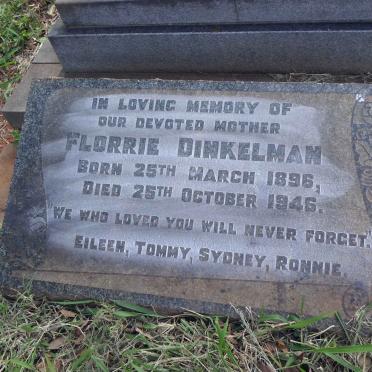 IN LOVING MEMORY OF
OUR DEVOTED MOTHER
FLORRIE DINKELMAN
BORN 25TH MARCH 1896,
DIED 25TH OCTOBER 1946.
"WE WHO LOVED YOU WILL NEVER FORGET."
EILEEN, TOMMY, SYDNEY, RONNIE.